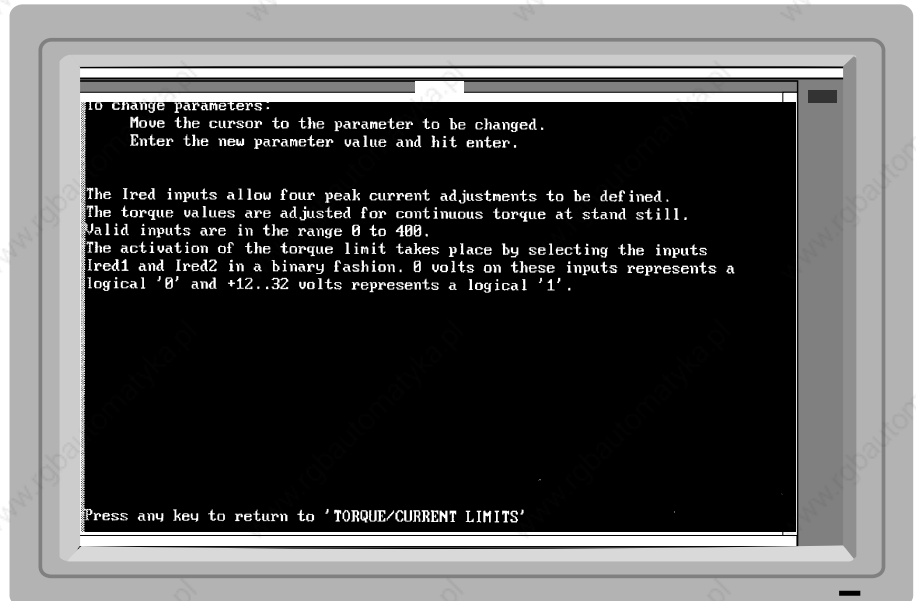 To change parameters:
Move the cursor to the parameter to be changed.
Enter the new parameter value and hit enter.
The Ired inputs allow four peak current adjustments to be defined.
The torque values are adjusted for continuous torque at stand still.
Valid inputs are in the range 0 to 400.
The activation of the torque limit takes place by selecting the inputs
Ired1 and Ired2 in a binary fashion. 0 volts on these inputs represents a
logical '0' and +12..32 volts represents a logical '1'.
Press any key to return to 'TORQUE/CURRENT LIMITS'
www.rgbautomatyka.pl